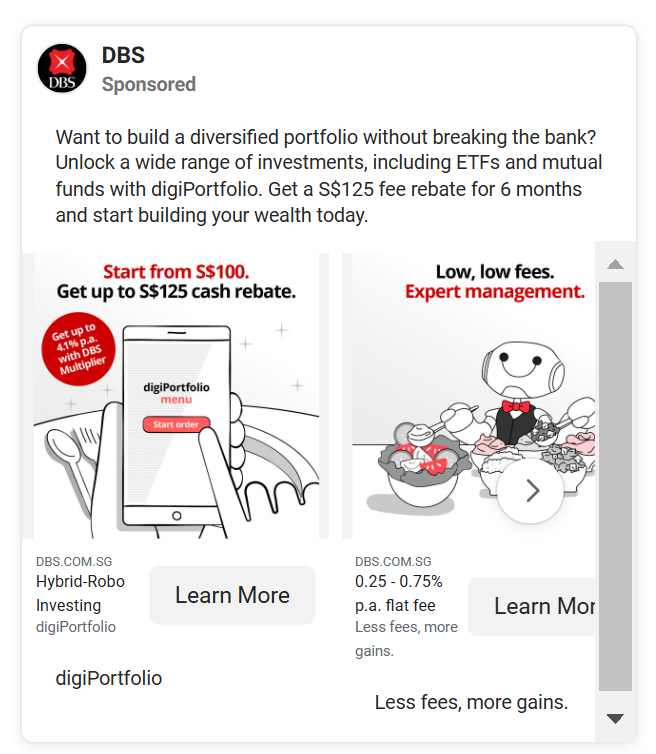 DBS
DBS
Sponsored
Want to build a diversified portfolio without breaking the bank?
Unlock a wide range of investments, including ETFs and mutual
funds with digiPortfolio. Get a S$125 fee rebate for 6 months
and start building your wealth today.
Start from S$100.
Get up to S$125 cash rebate.
Get up to
4.1% p.a.
with DBS
Multiplier
digiPortfolio
menu
Start order
Low, low fees.
Expert management.
DBS.COM.SG
Hybrid-Robo
Investing
digiPortfolio
Learn More
digiPortfolio
DBS.COM.SG
0.25 - 0.75%
p.a. flat fee
Less fees, more
gains.
Learn Mor
Less fees, more gains.